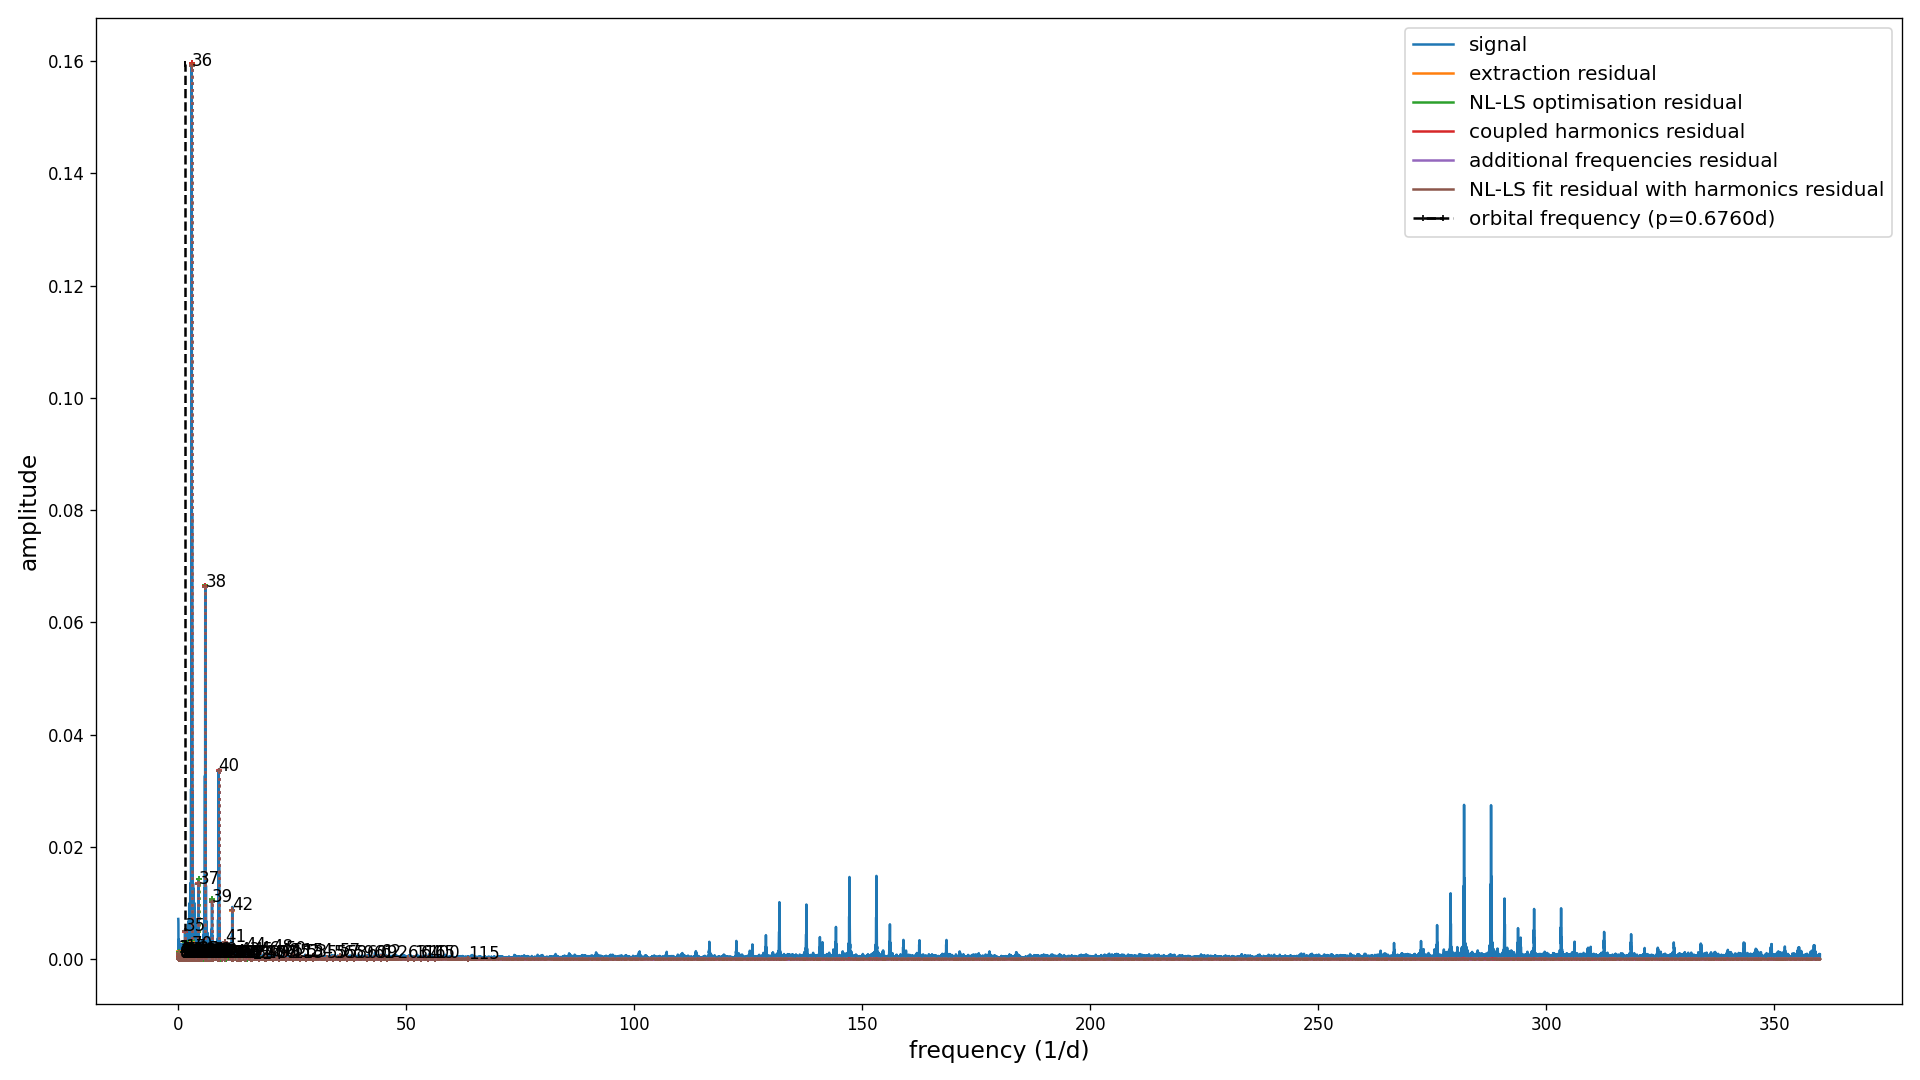 signal
extraction residual
NL-LS optimisation residual
coupled harmonics residual
additional frequencies residual
NL-LS fit residual with harmonics residual
orbital frequency (p=0.6760d)
amplitude
0.16
0.14
0.12
0.10
0.08
0.06
0.04
0.02
0.00
36
38
40
37
39
42
35
41
115
0
50
100
150
200
250
300
350
frequency (1/d)